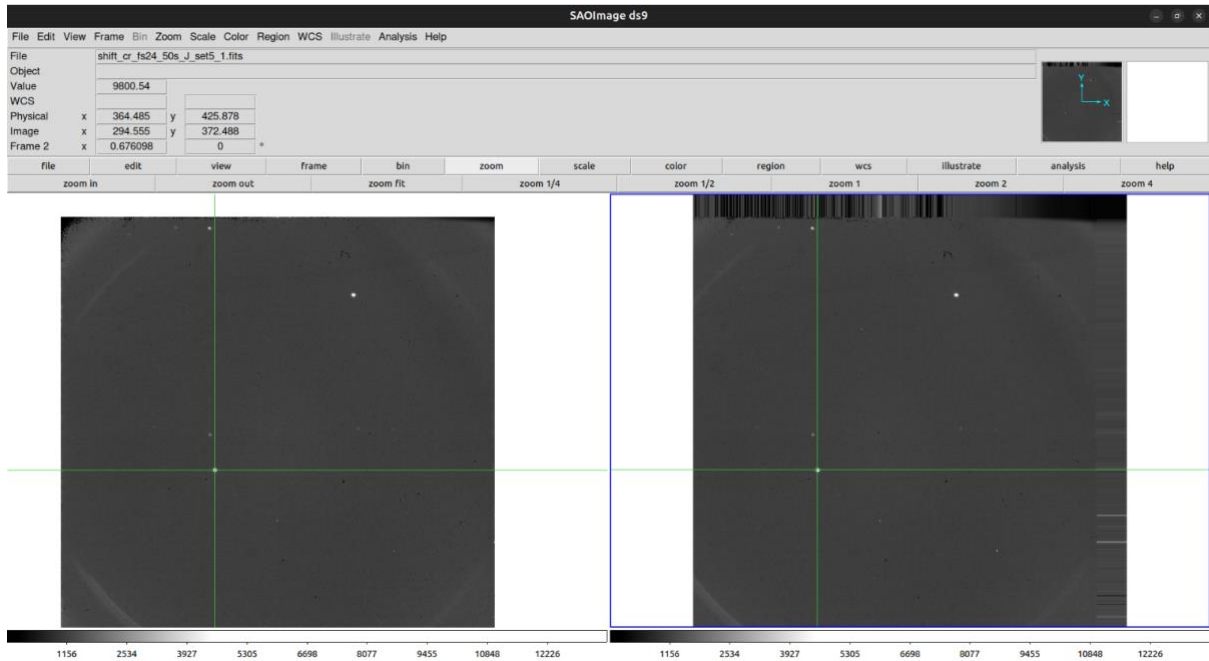 SAOImage ds9
File Edit View Frame Bin Zoom Scale Color Region WCS Illustrate Analysis Help
File shift_cr_fs24_50s_J_set5_1.fits
Object
Value 9800.54
WCS
Physical x 364.485 y 425.878
Image x 294.555 y 372.488
Frame 2 x 0.676098 0 °
Y
X
file edit view frame bin zoom scale color region wcs illustrate analysis help
zoom in zoom out zoom fit zoom 1/4 zoom 1/2 zoom 1 zoom 2 zoom 4
1156 2534 3927 5305 6698 8077 9455 10848 12226 1156 2534 3927 5305 6698 8077 9455 10848 12226